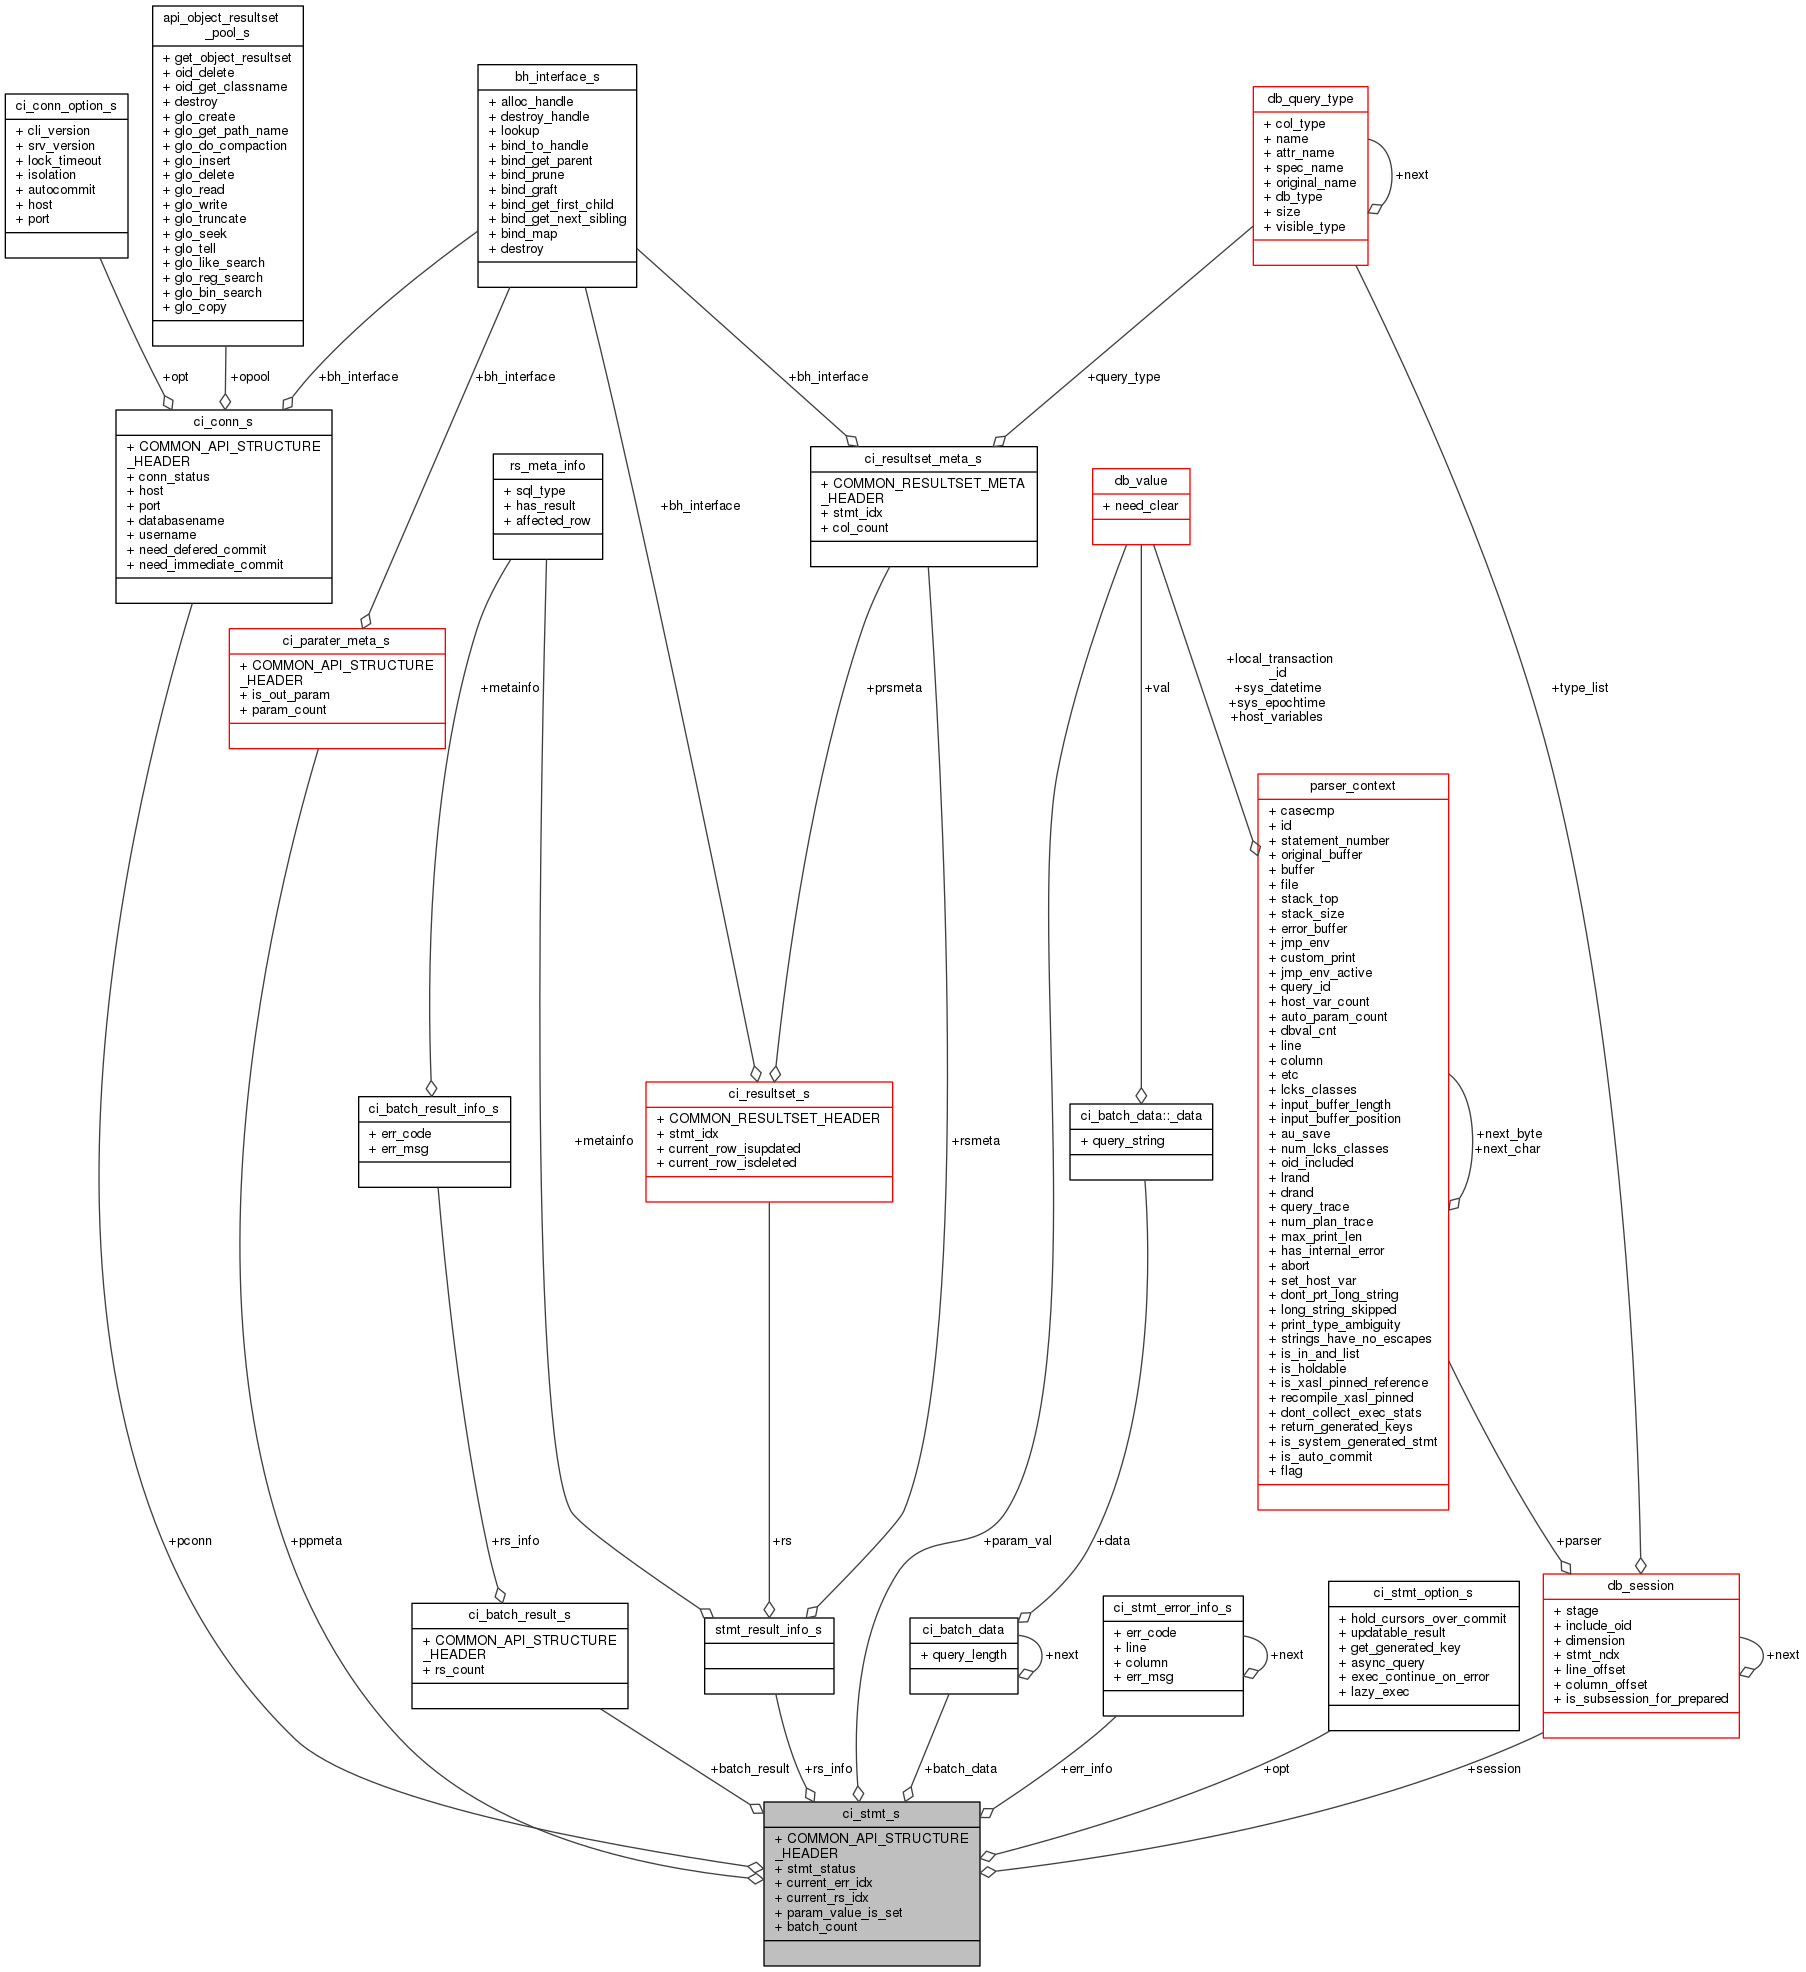 api_object_resultset
_pool_s
+ get_object_resultset
+ oid_delete
+ oid_get_classname
+ destroy
+ glo_create
+ glo_get_path_name
+ glo_do_compaction
+ glo_insert
+ glo_delete
+ glo_read
+ glo_write
+ glo_truncate
+ glo_seek
+ glo_tell
+ glo_like_search
+ glo_reg_search
+ glo_bin_search
+ glo_copy
ci_conn_option_s
+ cli_version
+ srv_version
+ lock_timeout
+ isolation
+ autocommit
+ host
+ port
bh_interface_s
+ alloc_handle
+ destroy_handle
+ lookup
+ bind_to_handle
+ bind_get_parent
+ bind_prune
+ bind_graft
+ bind_get_first_child
+ bind_get_next_sibling
+ bind_map
+ destroy
db_query_type
+ col_type
+ name
+ attr_name
+ spec_name
+ original_name
+ db_type
+ size
+ visible_type
+next
+opt
+opool
+bh_interface
+bh_interface
+bh_interface
+query_type
ci_conn_s
+ COMMON_API_STRUCTURE
_HEADER
+ conn_status
+ host
+ port
+ databasename
+ username
+ need_defered_commit
+ need_immediate_commit
rs_meta_info
+ sql_type
+ has_result
+ affected_row
+bh_interface
ci_resultset_meta_s
+ COMMON_RESULTSET_META
_HEADER
+ stmt_idx
+ col_count
db_value
+ need_clear
ci_parater_meta_s
+ COMMON_API_STRUCTURE
_HEADER
+ is_out_param
+ param_count
+metainfo
+prsmeta
+val
+local_transaction
_id
+sys_datetime
+sys_epochtime
+host_variables
+type_list
parser_context
+ casecmp
+ id
+ statement_number
+ original_buffer
+ buffer
+ file
+ stack_top
+ stack_size
+ error_buffer
+ jmp_env
+ custom_print
+ jmp_env_active
+ query_id
+ host_var_count
+ auto_param_count
+ dbval_cnt
+ line
+ column
+ etc
+ lcks_classes
+ input_buffer_length
+ input_buffer_position
+ au_save
+ num_lcks_classes
+ oid_included
+ lrand
+ drand
+ query_trace
+ num_plan_trace
+ max_print_len
+ has_internal_error
+ abort
+ set_host_var
+ dont_prt_long_string
+ long_string_skipped
+ print_type_ambiguity
+ strings_have_no_escapes
+ is_in_and_list
+ is_holdable
+ is_xasl_pinned_reference
+ recompile_xasl_pinned
+ dont_collect_exec_stats
+ return_generated_keys
+ is_system_generated_stmt
+ is_auto_commit
+ flag
+next_byte
+next_char
ci_batch_result_info_s
+ err_code
+ err_msg
+metainfo
ci_resultset_s
+ COMMON_RESULTSET_HEADER
+ stmt_idx
+ current_row_isupdated
+ current_row_isdeleted
+rsmeta
ci_batch_data::_data
+ query_string
+pconn
+ppmeta
+rs_info
+rs
+param_val
+data
+parser
ci_batch_result_s
+ COMMON_API_STRUCTURE
_HEADER
+ rs_count
stmt_result_info_s
ci_batch_data
+ query_length
+next
ci_stmt_error_info_s
+ err_code
+ line
+ column
+ err_msg
+next
ci_stmt_option_s
+ hold_cursors_over_commit
+ updatable_result
+ get_generated_key
+ async_query
+ exec_continue_on_error
+ lazy_exec
db_session
+ stage
+ include_oid
+ dimension
+ stmt_ndx
+ line_offset
+ column_offset
+ is_subsession_for_prepared
+next
+batch_result
+rs_info
+batch_data
+err_info
+opt
+session
ci_stmt_s
+ COMMON_API_STRUCTURE
_HEADER
+ stmt_status
+ current_err_idx
+ current_rs_idx
+ param_value_is_set
+ batch_count